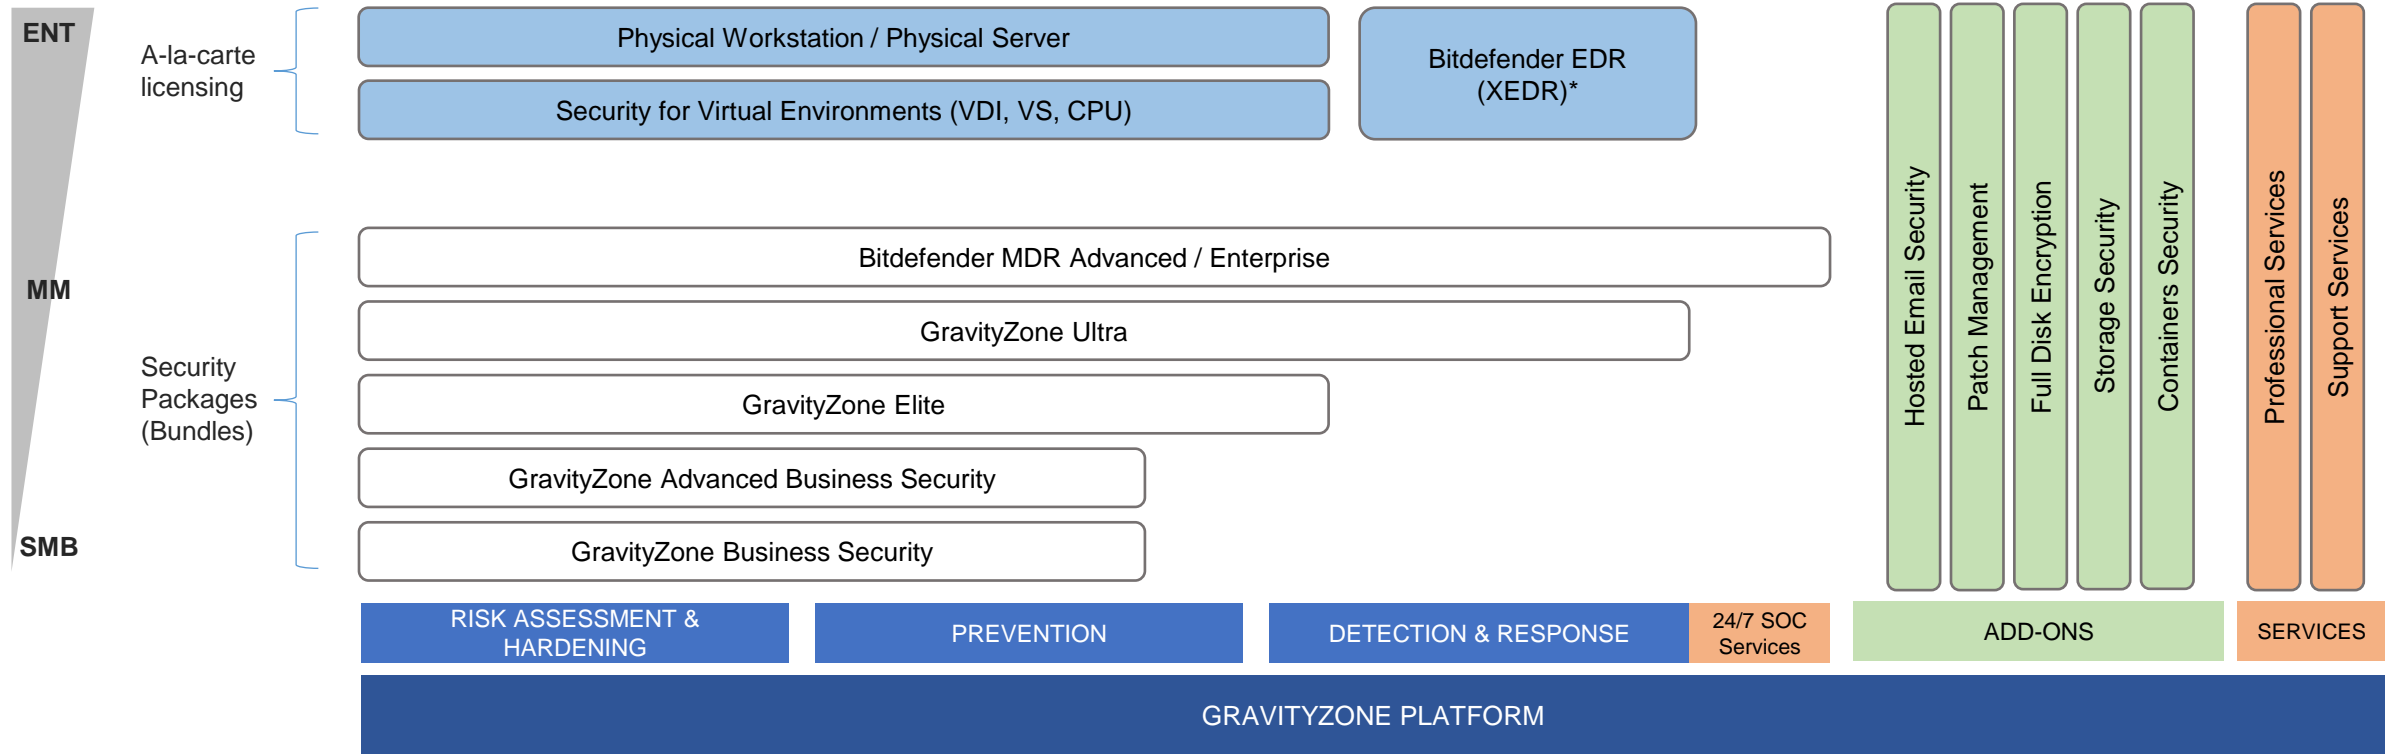 ENT
A-la-carte
licensing
Physical Workstation / Physical Server
Security for Virtual Environments (VDI, VS, CPU)
Bitdefender EDR
(XEDR)*
MM
SMB
Security
Packages
(Bundles)
Bitdefender MDR Advanced / Enterprise
GravityZone Ultra
GravityZone Elite
GravityZone Advanced Business Security
GravityZone Business Security
Hosted Email Security
Patch Management
Full Disk Encryption
Storage Security
Containers Security
Professional Services
Support Services
RISK ASSESSMENT &
HARDENING
PREVENTION
DETECTION & RESPONSE
24/7 SOC
Services
ADD-ONS
SERVICES
GRAVITYZONE PLATFORM